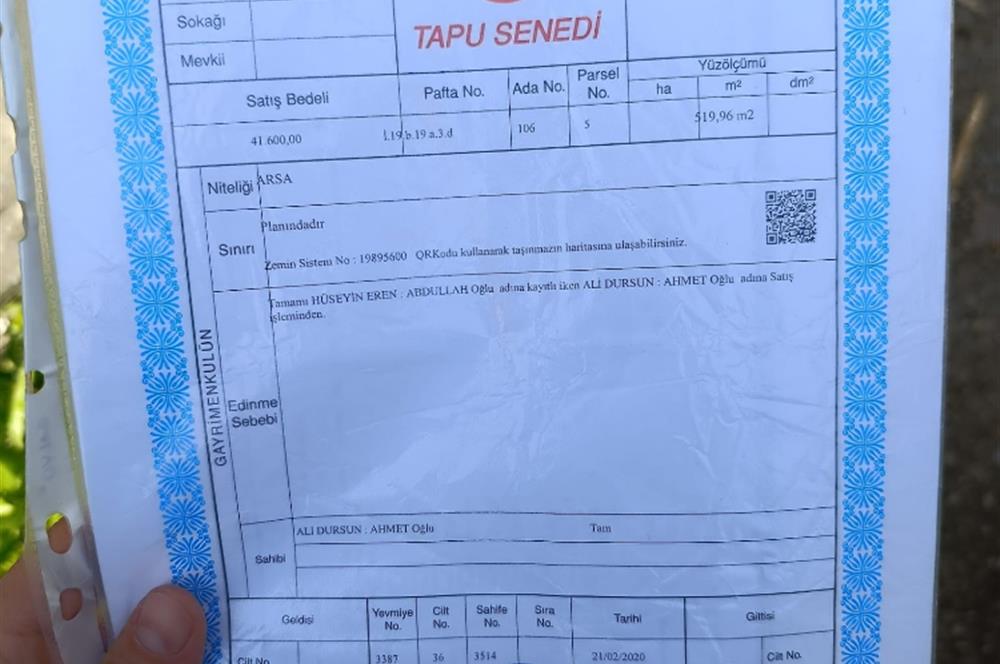 Sokağı
TAPU SENEDİ
Mevkii
Yüzölçümü
Satış Bedeli Pafta No. Ada No. Parsel No. ha m² dm²
41.600,00 l.19.b.19.a.3.d 106 5 519,96 m2
GAYRİMENKULÜN
Niteliği ARSA
Sınırı
Planındadır
Zemin Sistem No : 19895600 QRKodu kullanarak taşınmazın haritasına ulaşabilirsiniz.
Edinme Sebebi
Tamamı HÜSEYİN EREN : ABDULLAH Oğlu adına kayıtlı iken ALİ DURSUN : AHMET Oğlu adına Satış
işleminden.
Sahibi
ALİ DURSUN : AHMET Oğlu Tam
Geldisi Yevmiye No. Cilt No. Sahife No. Sıra No. Tarihi Gittisi
Cilt No. 3387 36 3514 21/02/2020 Cilt No.